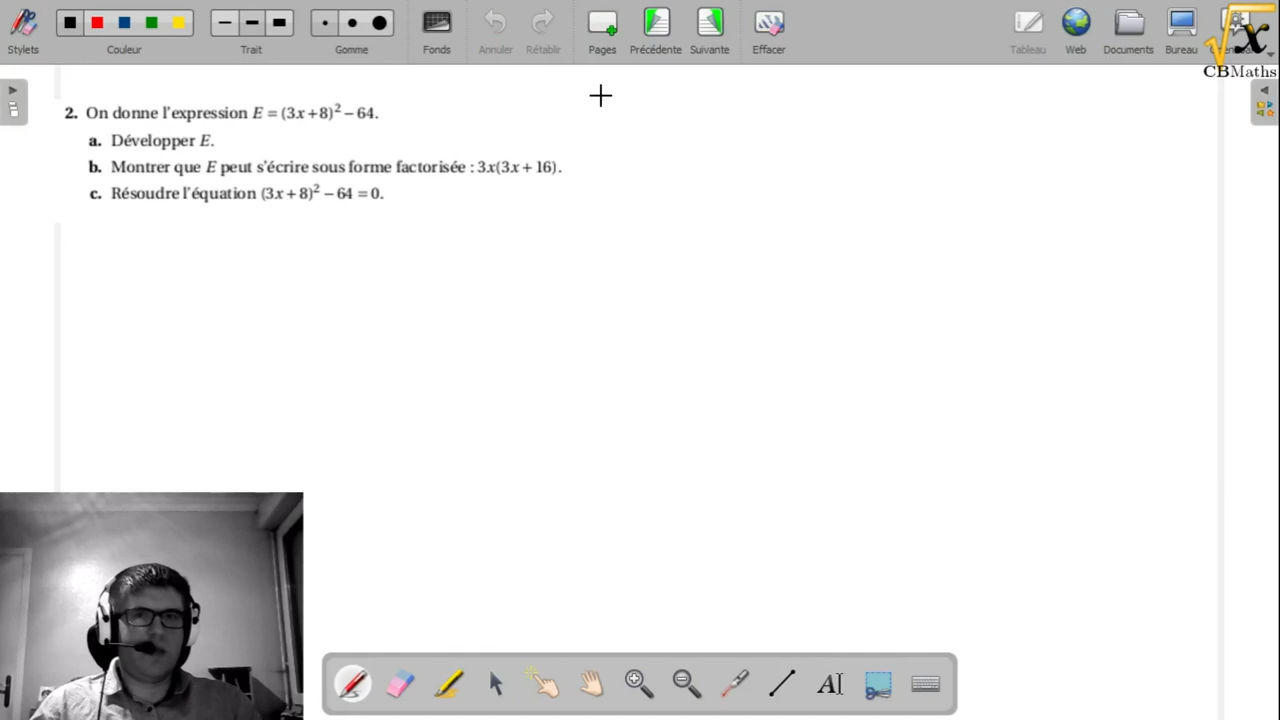 Stylets
Couleur
Trait
Gomme
Fonds
Annuler
Rétablir
Pages
Précédente
Suivante
Effacer
Tableau
Web
Documents
Bureau
√x
CBMaths
2. On donne l'expression E = (3x+8)² − 64.
a. Développer E.
b. Montrer que E peut s'écrire sous forme factorisée : 3x(3x + 16).
c. Résoudre l'équation (3x + 8)² − 64 = 0.
AI